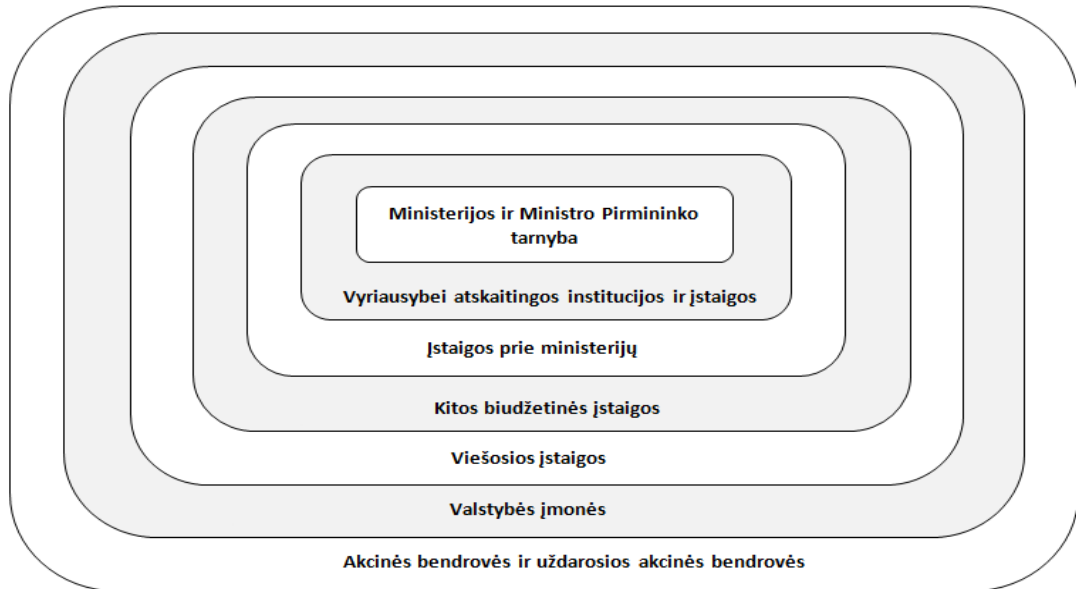 Ministerijos ir Ministro Pirmininko
tarnyba
Vyriausybei atskaitingos institucijos ir įstaigos
Įstaigos prie ministerijų
Kitos biudžetinės įstaigos
Viešosios įstaigos
Valstybės įmonės
Akcinės bendrovės ir uždarosios akcinės bendrovės